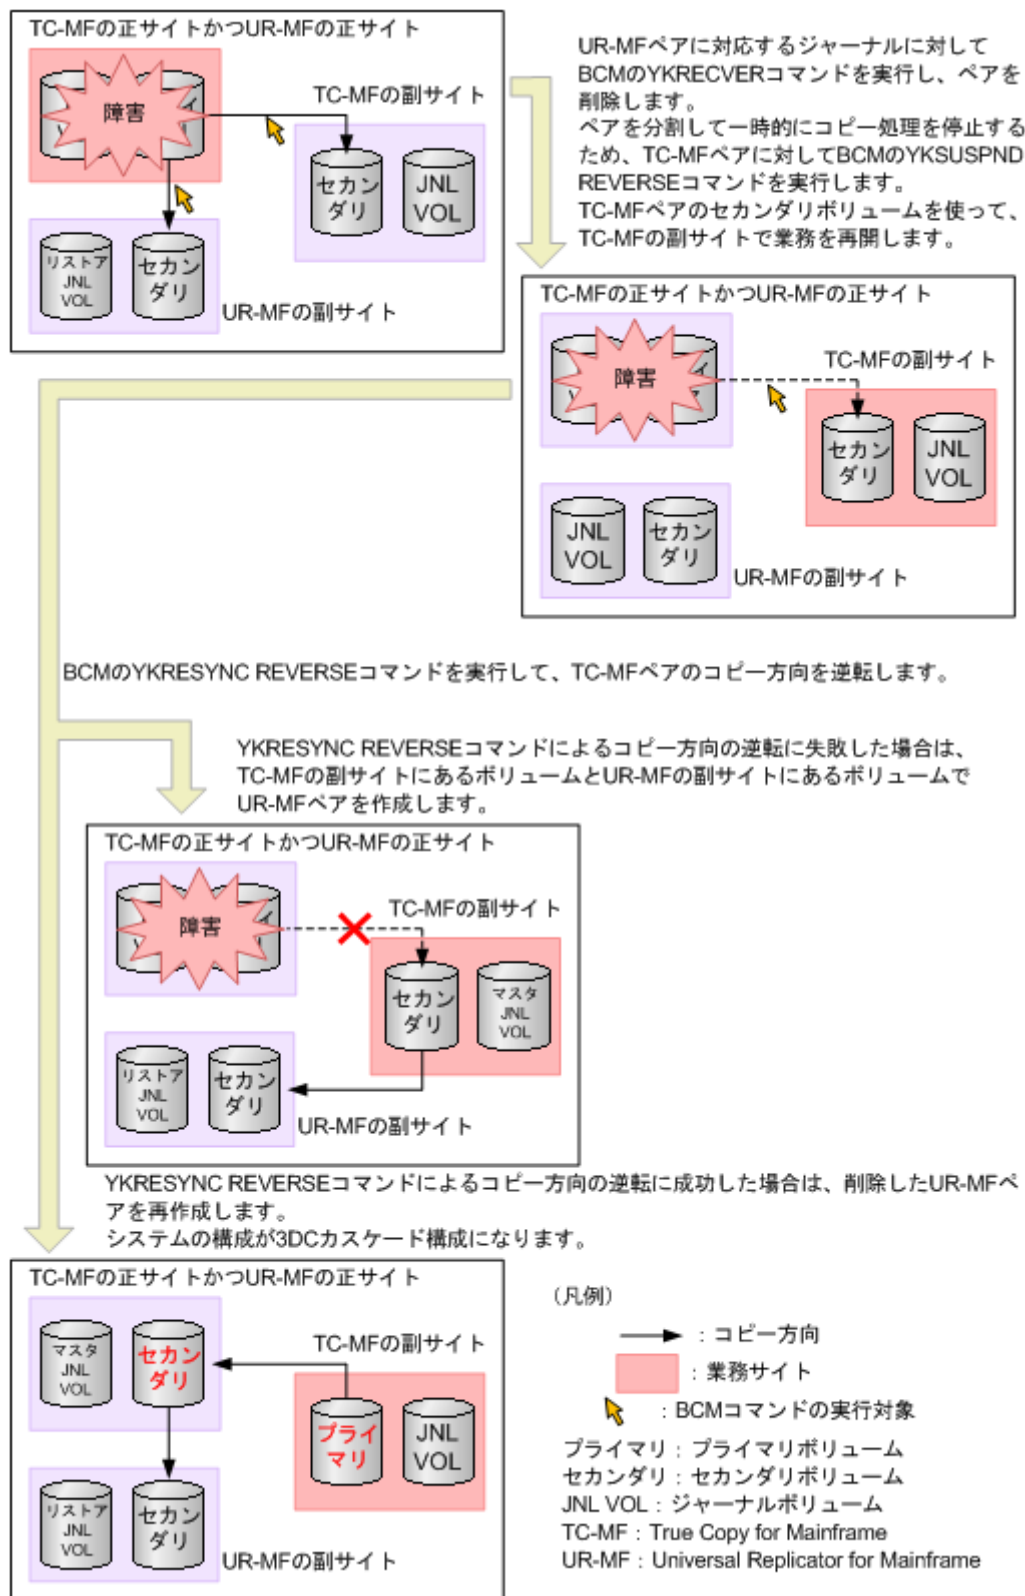 TC-MFの正サイトかつUR-MFの正サイト
障害
TC-MFの副サイト
セカン
ダリ
JNL
VOL
リストア
JNL
VOL
セカン
ダリ
UR-MFの副サイト
UR-MFペアに対応するジャーナルに対して
BCMのYKRECVERコマンドを実行し、ペアを
削除します。
ペアを分割して一時的にコピー処理を停止する
ため、TC-MFペアに対してBCMのYKSUSPND
REVERSEコマンドを実行します。
TC-MFペアのセカンダリボリュームを使って、
TC-MFの副サイトで業務を再開します。
TC-MFの正サイトかつUR-MFの正サイト
障害
TC-MFの副サイト
セカン
ダリ
JNL
VOL
JNL
VOL
セカン
ダリ
UR-MFの副サイト
BCMのYKRESYNC REVERSEコマンドを実行して、TC-MFペアのコピー方向を逆転します。
YKRESYNC REVERSEコマンドによるコピー方向の逆転に失敗した場合は、
TC-MFの副サイトにあるボリュームとUR-MFの副サイトにあるボリュームで
UR-MFペアを作成します。
TC-MFの正サイトかつUR-MFの正サイト
障害
TC-MFの副サイト
セカン
ダリ
マスタ
JNL
VOL
リストア
JNL
VOL
セカン
ダリ
UR-MFの副サイト
YKRESYNC REVERSEコマンドによるコピー方向の逆転に成功した場合は、削除したUR-MFペ
アを再作成します。
システムの構成が3DCカスケード構成になります。
TC-MFの正サイトかつUR-MFの正サイト
マスタ
JNL
VOL
セカン
ダリ
TC-MFの副サイト
プライ
マリ
JNL
VOL
リストア
JNL
VOL
セカン
ダリ
UR-MFの副サイト
（凡例）
：コピー方向
：業務サイト
：BCMコマンドの実行対象
プライマリ：プライマリボリューム
セカンダリ：セカンダリボリューム
JNL VOL：ジャーナルボリューム
TC-MF：True Copy for Mainframe
UR-MF：Universal Replicator for Mainframe